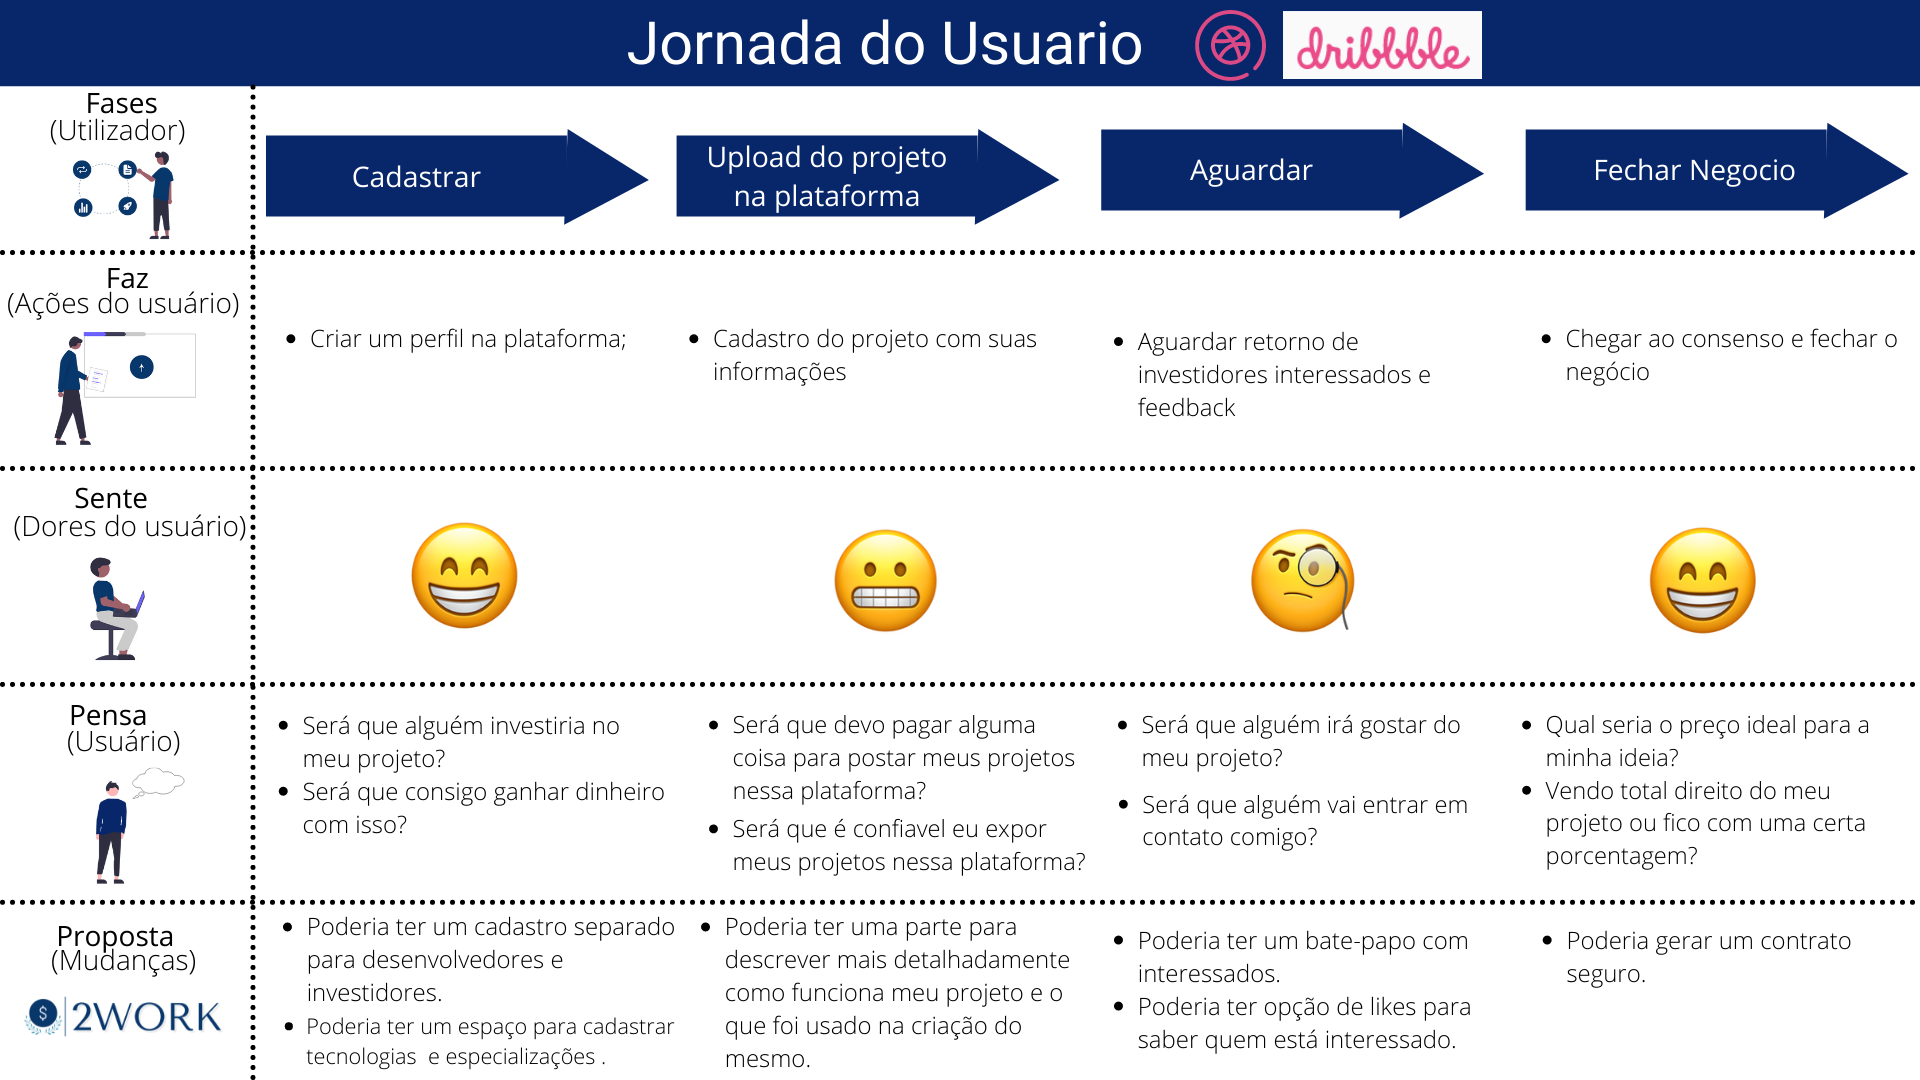 Jornada do Usuario
dribbble
Fases
(Utilizador)
Cadastrar
Upload do projeto
na plataforma
Aguardar
Fechar Negocio
Faz
(Ações do usuário)
Criar um perfil na plataforma;
Cadastro do projeto com suas
informações
Aguardar retorno de
investidores interessados e
feedback
Chegar ao consenso e fechar o
negócio
Sente
(Dores do usuário)
Pensa
(Usuário)
Será que alguém investiria no
meu projeto?
Será que consigo ganhar dinheiro
com isso?
Será que devo pagar alguma
coisa para postar meus projetos
nessa plataforma?
Será que é confiavel eu expor
meus projetos nessa plataforma?
Será que alguém irá gostar do
meu projeto?
Será que alguém vai entrar em
contato comigo?
Qual seria o preço ideal para a
minha ideia?
Vendo total direito do meu
projeto ou fico com uma certa
porcentagem?
Proposta
(Mudanças)
$
2WORK
Poderia ter um cadastro separado
para desenvolvedores e
investidores.
Poderia ter um espaço para cadastrar
tecnologias  e especializações .
Poderia ter uma parte para
descrever mais detalhadamente
como funciona meu projeto e o
que foi usado na criação do
mesmo.
Poderia ter um bate-papo com
interessados.
Poderia ter opção de likes para
saber quem está interessado.
Poderia gerar um contrato
seguro.